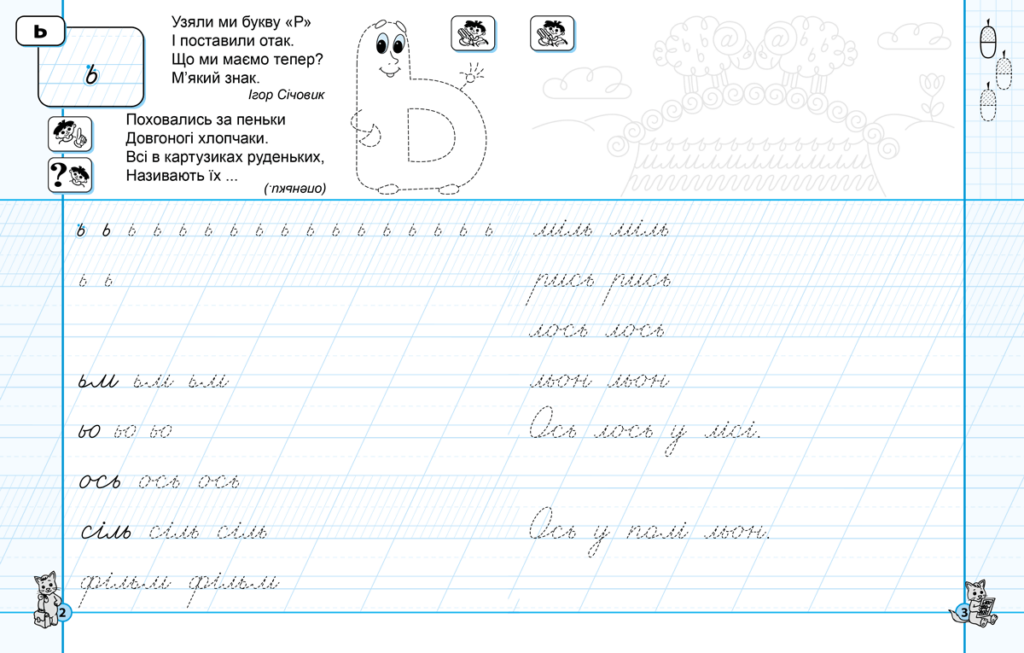 ь
ь
Узяли ми букву «Р»
І поставили отак.
Що ми маємо тепер?
М’який знак.
Ігор Січовик
Поховались за пеньки
Довгоногі хлопчаки.
Всі в картузиках руденьких,
Називають їх ...
(опеньки.)
ь ь ь ь ь ь ь ь ь ь ь ь ь ь ь ь ь
ь ь
ьм ьм ьм
ьо ьо ьо
ось ось ось
сіль сіль сіль
фільм фільм
2
міль міль
рись рись
лось лось
льон льон
Ось лось у лісі.
Ось у полі льон.
3